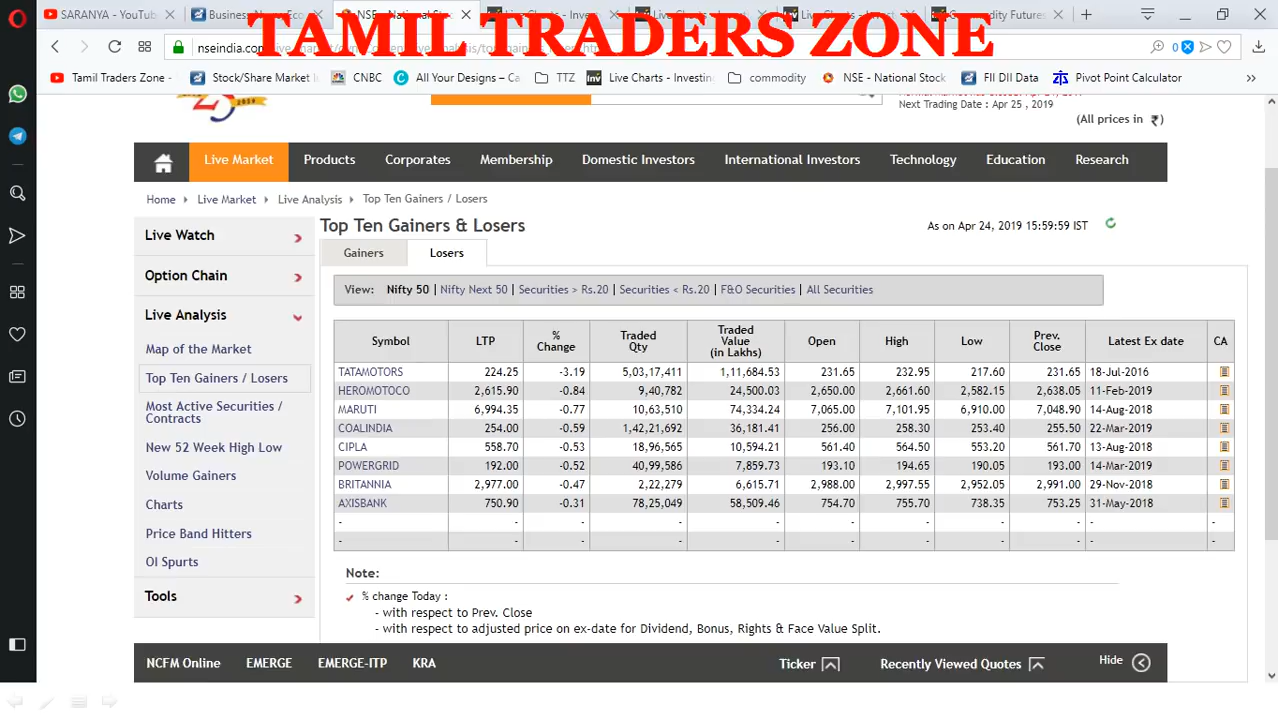 SARANYA - YouTub
Business News
NSE - National St
TAMIL TRADERS ZONE
nseindia.com
0
Tamil Traders Zone -
Stock/Share Market
CNBC
All Your Designs – Ca
TTZ
Live Charts - Investing
commodity
NSE - National Stock
FII DII Data
Pivot Point Calculator
Next Trading Date : Apr 25 , 2019
(All prices in ₹)
Live Market Products Corporates Membership Domestic Investors International Investors Technology Education Research
Home Live Market Live Analysis Top Ten Gainers / Losers
Live Watch
Option Chain
Live Analysis
Map of the Market
Top Ten Gainers / Losers
Most Active Securities /
Contracts
New 52 Week High Low
Volume Gainers
Charts
Price Band Hitters
OI Spurts
Tools
Top Ten Gainers & Losers
As on Apr 24, 2019 15:59:59 IST
Gainers Losers
View: Nifty 50 | Nifty Next 50 | Securities > Rs.20 | Securities < Rs.20 | F&O Securities | All Securities
Symbol LTP % Change Traded Qty Traded Value (in Lakhs) Open High Low Prev. Close Latest Ex date CA
TATAMOTORS 224.25 -3.19 5,03,17,411 1,11,684.53 231.65 232.95 217.60 231.65 18-Jul-2016
HEROMOTOCO 2,615.90 -0.84 9,40,782 24,500.03 2,650.00 2,661.60 2,582.15 2,638.05 11-Feb-2019
MARUTI 6,994.35 -0.77 10,63,510 74,334.24 7,065.00 7,101.95 6,910.00 7,048.90 14-Aug-2018
COALINDIA 254.00 -0.59 1,42,21,692 36,181.41 256.00 258.30 253.40 255.50 22-Mar-2019
CIPLA 558.70 -0.53 18,96,565 10,594.21 561.40 564.50 553.20 561.70 13-Aug-2018
POWERGRID 192.00 -0.52 40,99,586 7,859.73 193.10 194.65 190.05 193.00 14-Mar-2019
BRITANNIA 2,977.00 -0.47 2,22,279 6,615.71 2,988.00 2,997.55 2,952.05 2,991.00 29-Nov-2018
AXISBANK 750.90 -0.31 78,25,049 58,509.46 754.70 755.70 738.35 753.25 31-May-2018
- - - - - - - - - - -
- - - - - - - - - - -
Note:
% change Today :
- with respect to Prev. Close
- with respect to adjusted price on ex-date for Dividend, Bonus, Rights & Face Value Split.
NCFM Online EMERGE EMERGE-ITP KRA Ticker Recently Viewed Quotes Hide